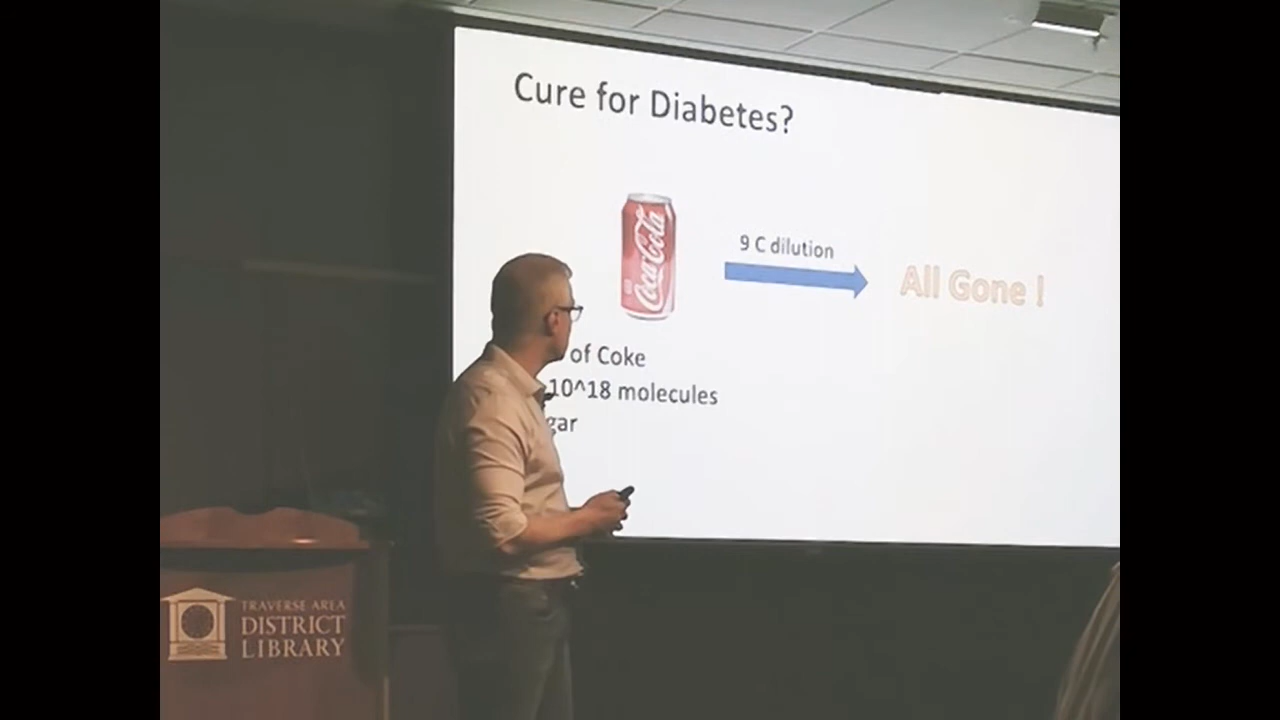 Cure for Diabetes?
Coca-Cola
9 C dilution
All Gone !
of Coke
10^18 molecules
gar
TRAVERSE AREA
DISTRICT
LIBRARY